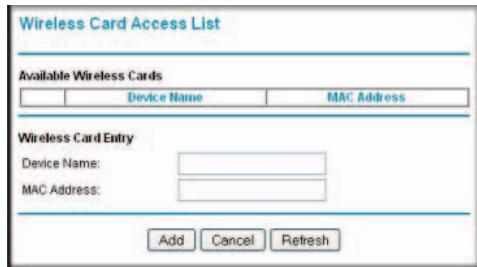 Wireless Card Access List
Available Wireless Cards
Device Name MAC Address
Wireless Card Entry
Device Name:
MAC Address:
Add Cancel Refresh